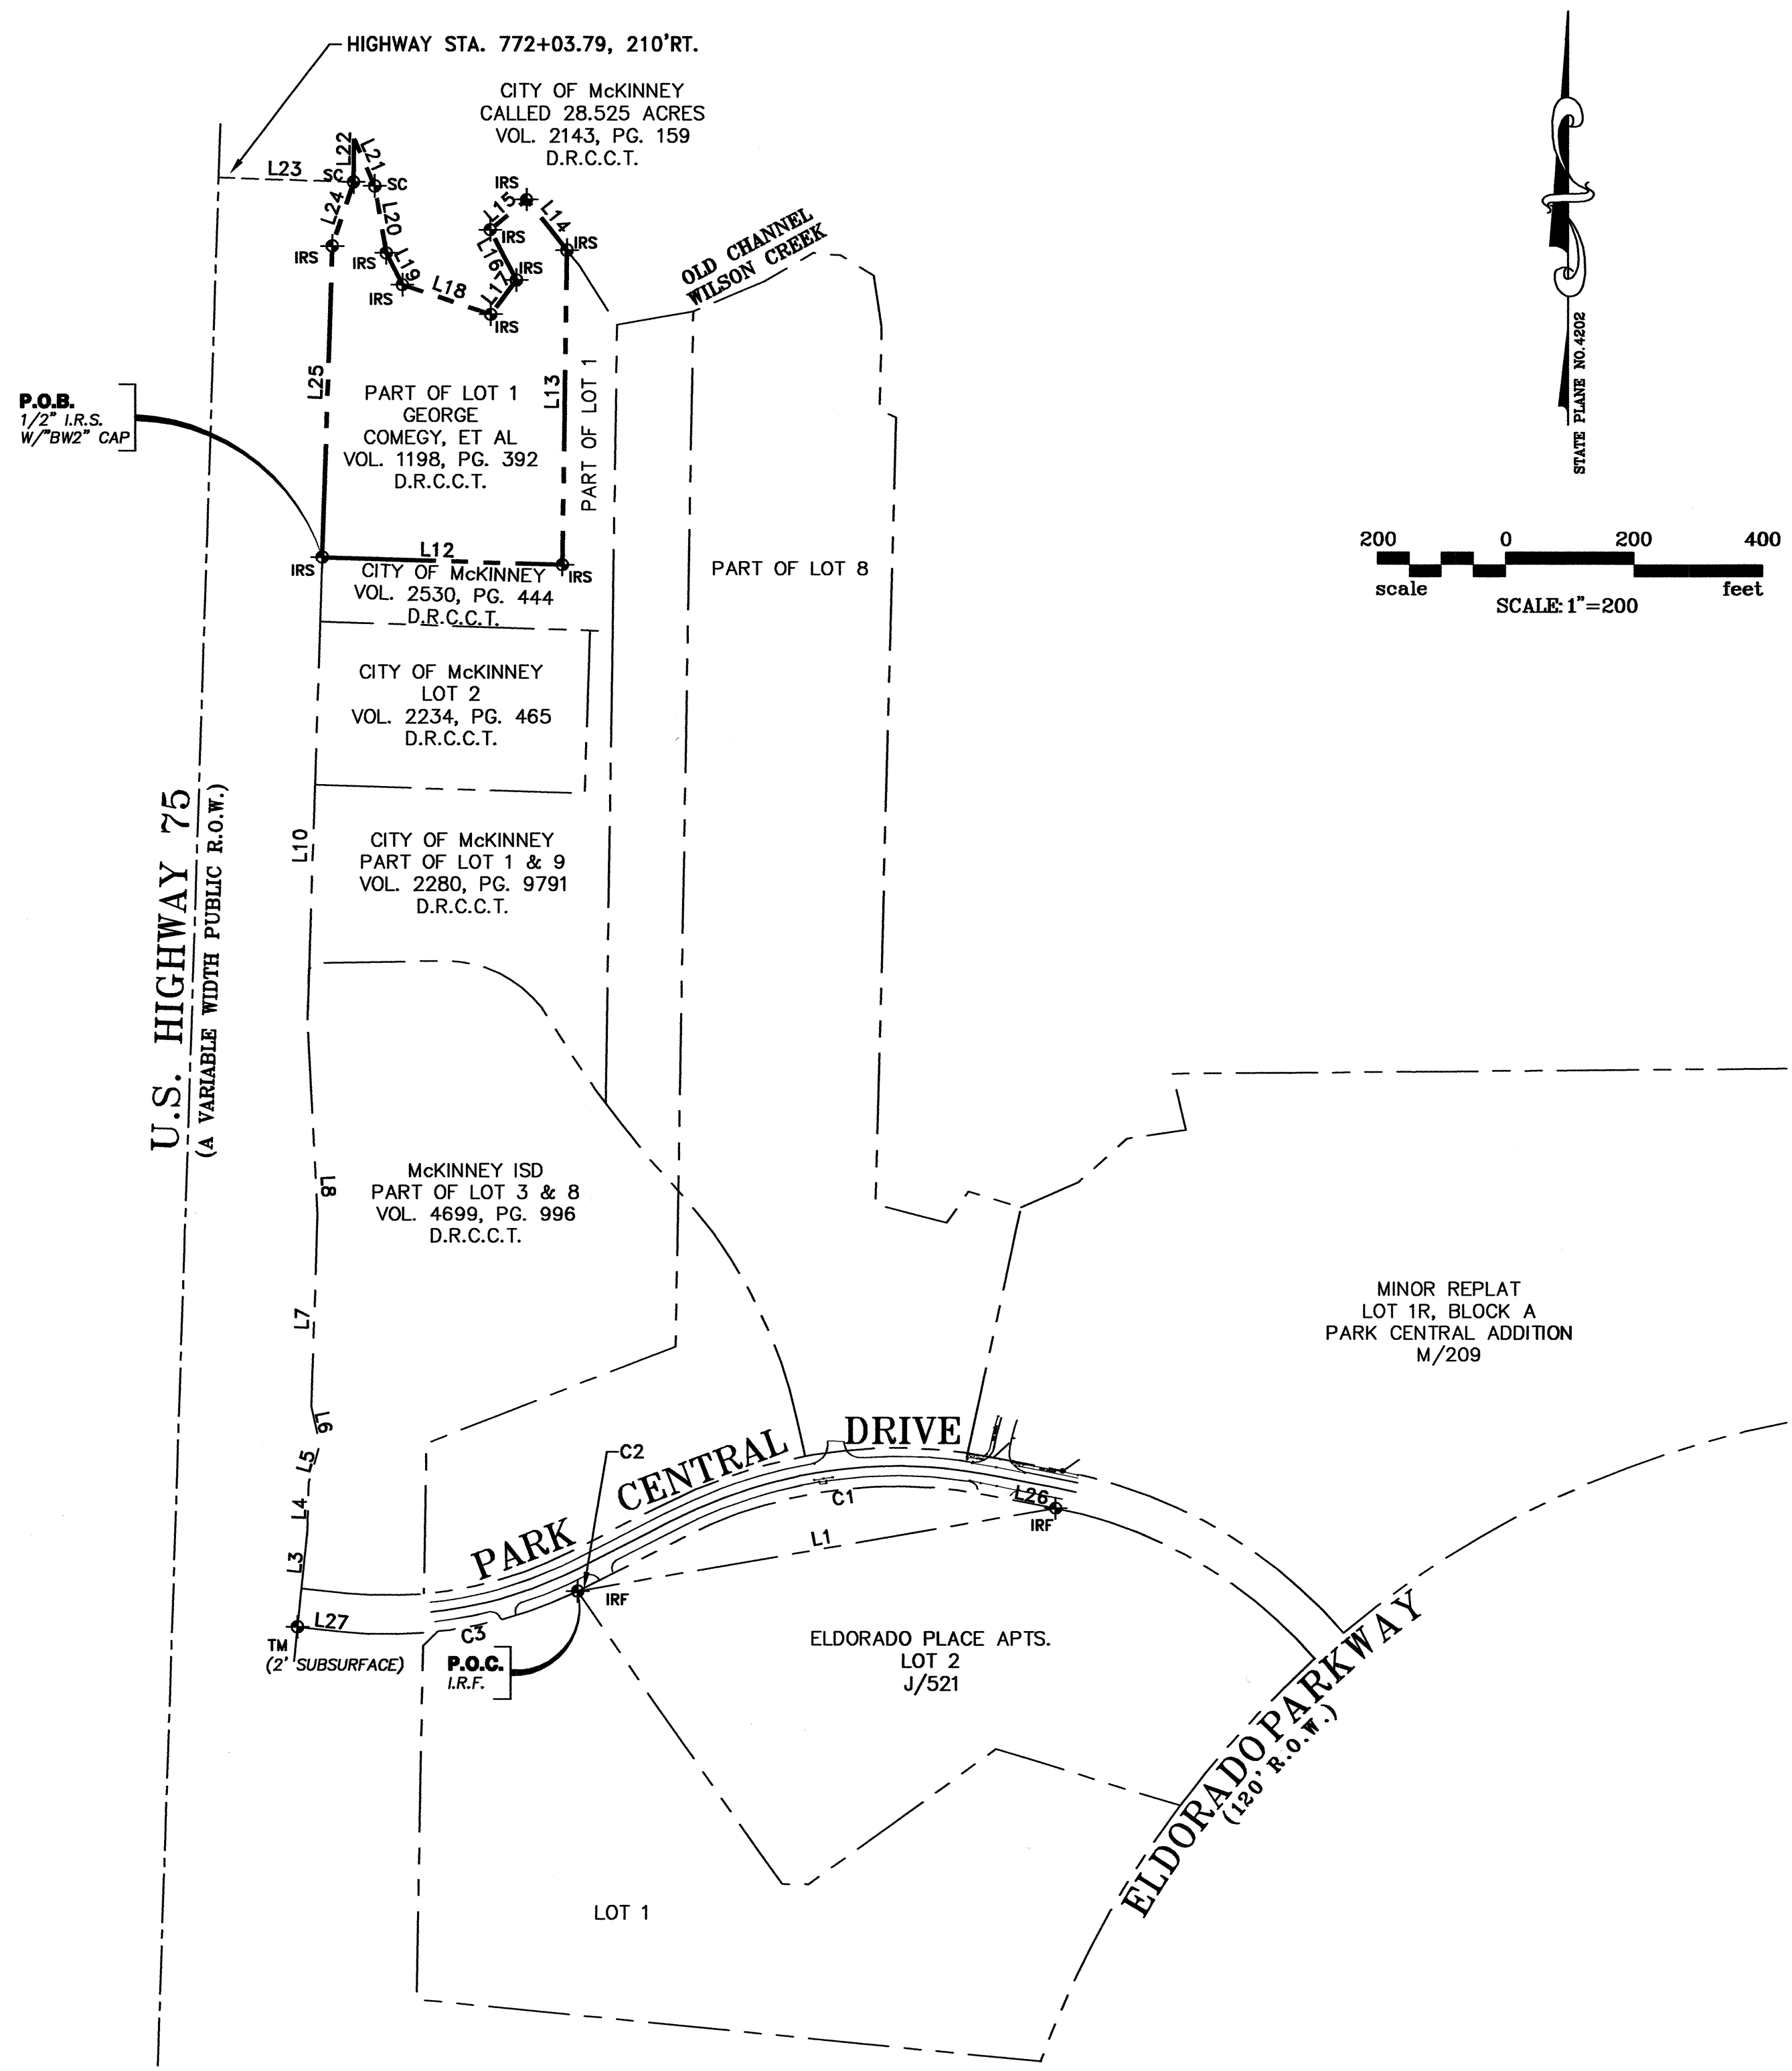 HIGHWAY STA. 772+03.79, 210'RT.
CITY OF McKINNEY
CALLED 28.525 ACRES
VOL. 2143, PG. 159
D.R.C.C.T.
L22
L21
L23
SC
SC
L24
L20
IRS
IRS
L19
IRS
L18
IRS
L15
IRS
L14
IRS
L16
IRS
L17
IRS
OLD CHANNEL
WILSON CREEK
STATE PLANE NO.4202
200 0 200 400
scale feet
SCALE: 1"=200
P.O.B.
1/2" I.R.S.
W/"BW2" CAP
L25
PART OF LOT 1
GEORGE
COMEGY, ET AL
VOL. 1198, PG. 392
D.R.C.C.T.
L13
PART OF LOT 1
L12
IRS
IRS
PART OF LOT 8
CITY OF McKINNEY
VOL. 2530, PG. 444
D.R.C.C.T.
CITY OF McKINNEY
LOT 2
VOL. 2234, PG. 465
D.R.C.C.T.
U.S. HIGHWAY 75
(A VARIABLE WIDTH PUBLIC R.O.W.)
L10
CITY OF McKINNEY
PART OF LOT 1 & 9
VOL. 2280, PG. 9791
D.R.C.C.T.
L8
McKINNEY ISD
PART OF LOT 3 & 8
VOL. 4699, PG. 996
D.R.C.C.T.
L7
MINOR REPLAT
LOT 1R, BLOCK A
PARK CENTRAL ADDITION
M/209
L6
L5
L4
L3
PARK CENTRAL DRIVE
C2
C1
L26
IRF
L1
IRF
L27
TM
(2' SUBSURFACE)
C3
P.O.C.
I.R.F.
ELDORADO PLACE APTS.
LOT 2
J/521
ELDORADO PARKWAY
(120' R.O.W.)
LOT 1